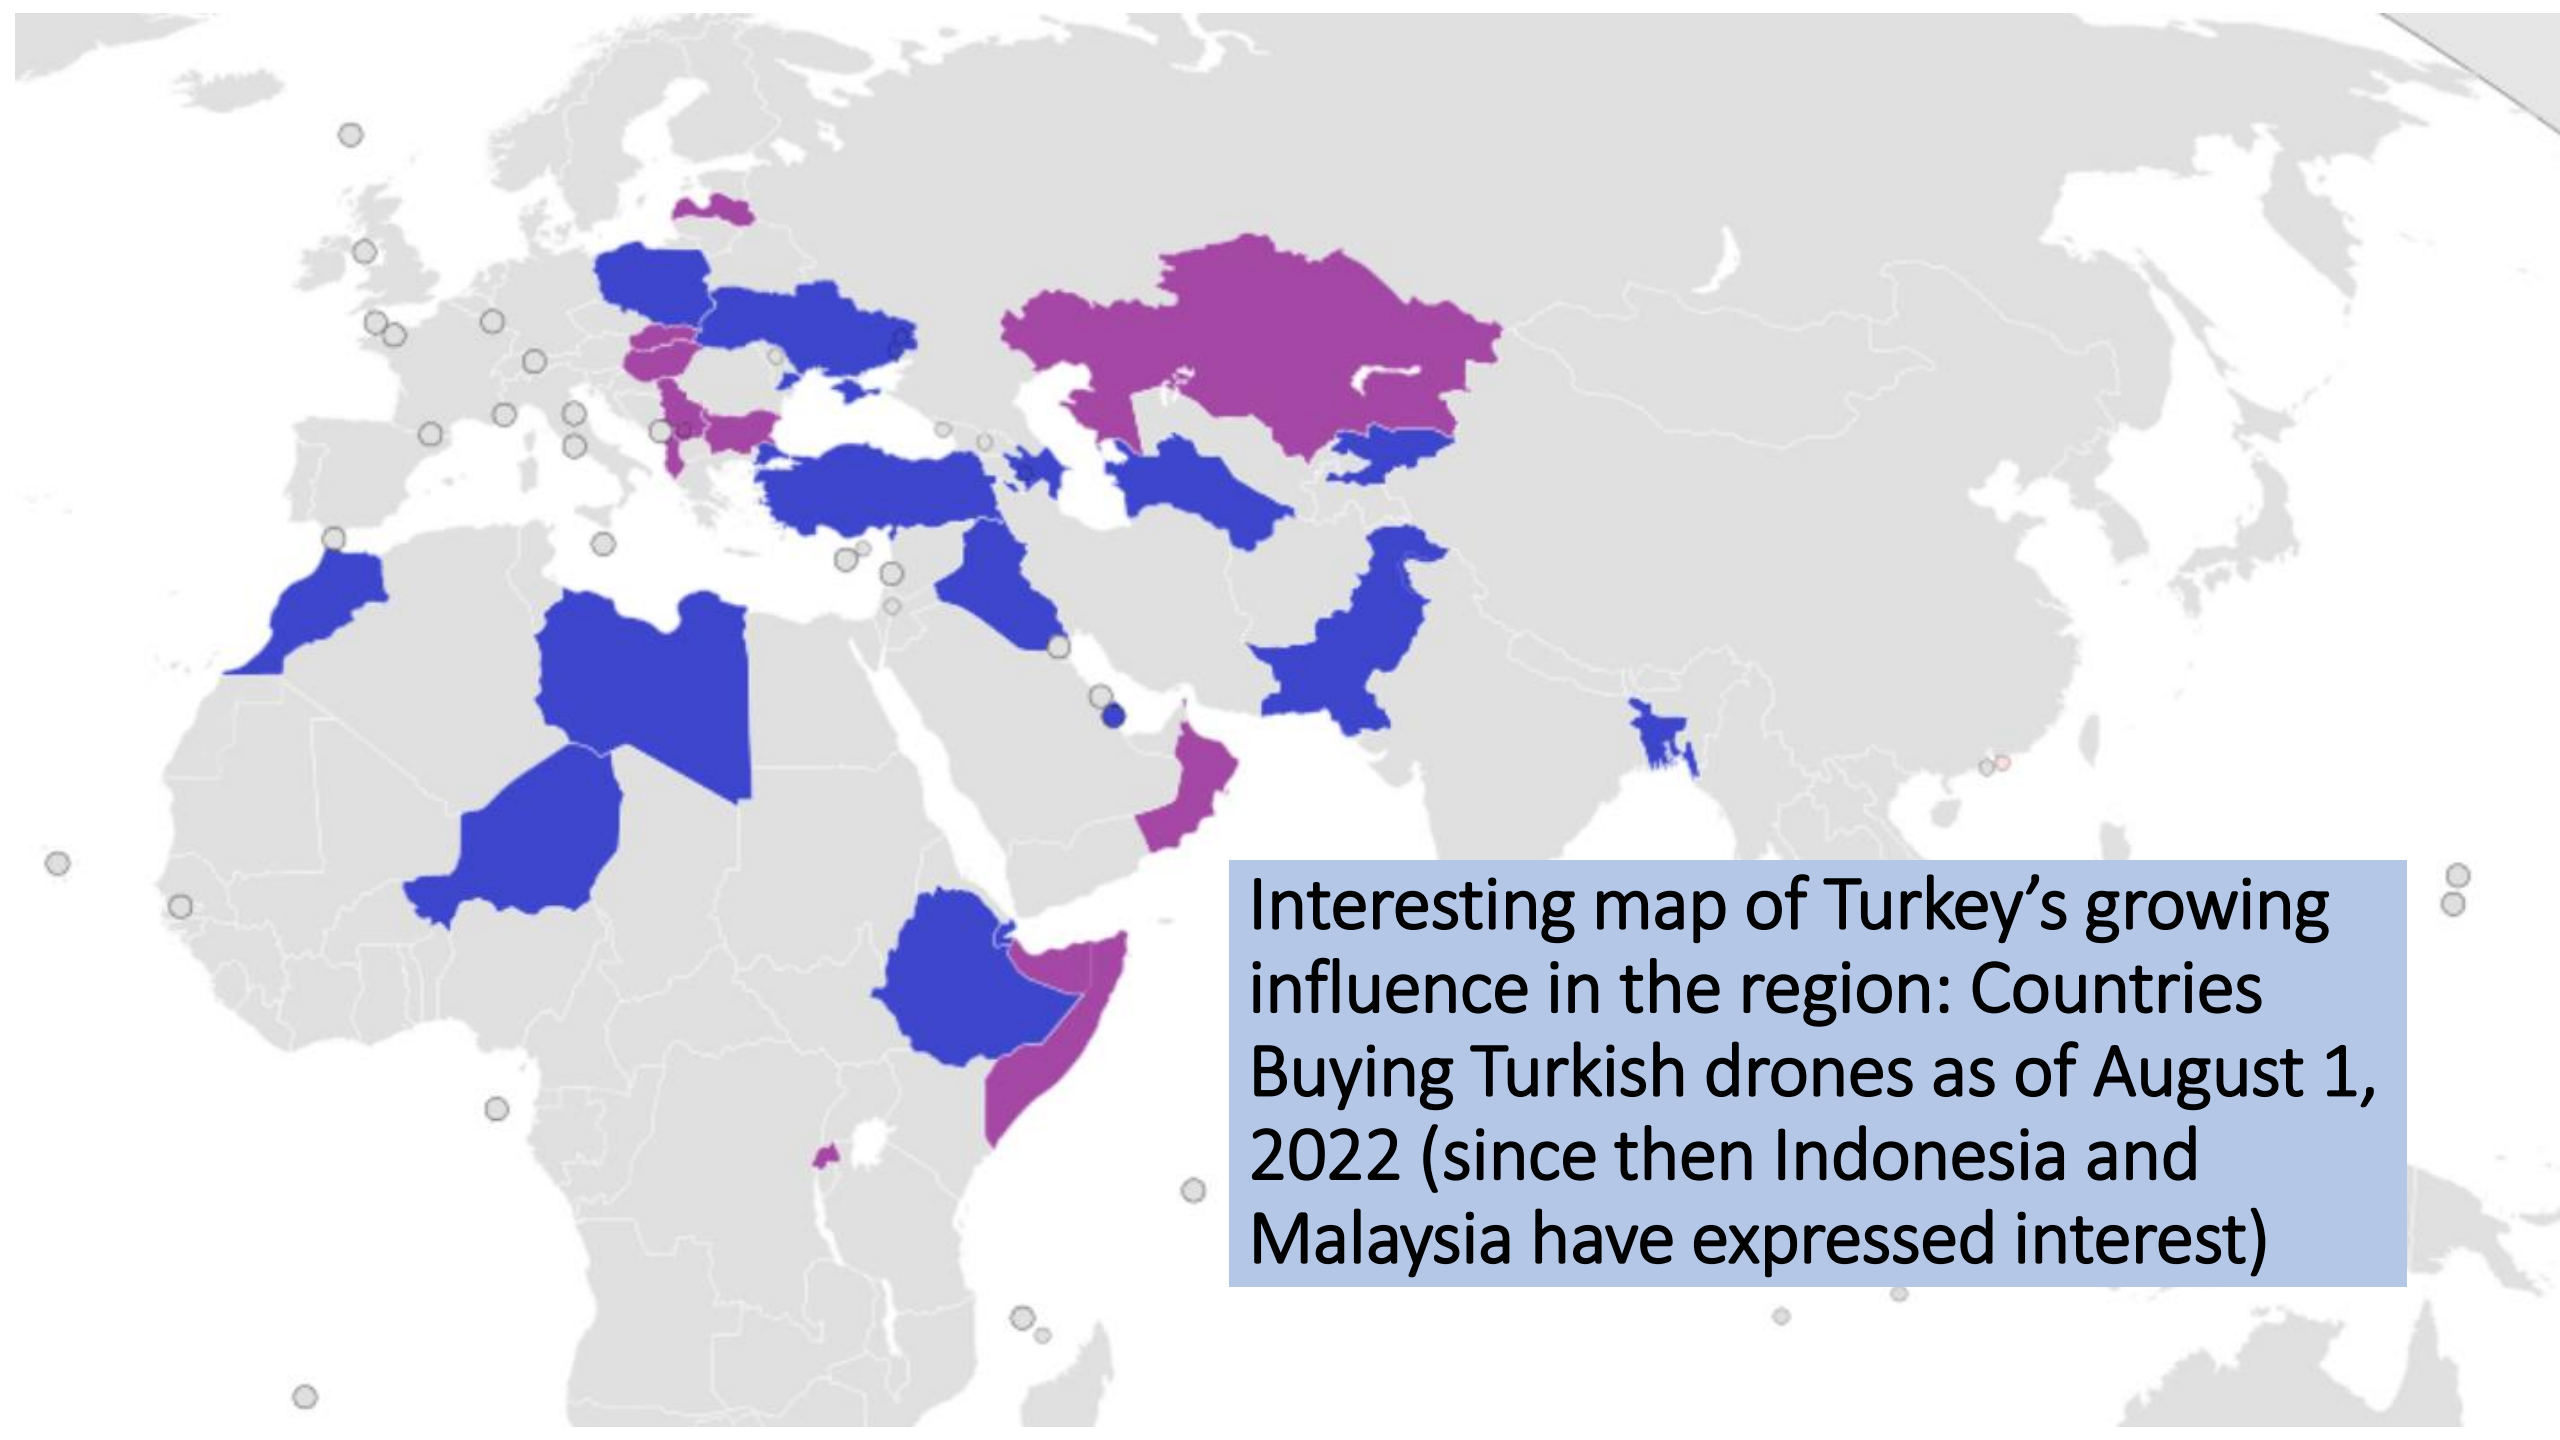 Interesting map of Turkey’s growing
influence in the region: Countries
Buying Turkish drones as of August 1,
2022 (since then Indonesia and
Malaysia have expressed interest)